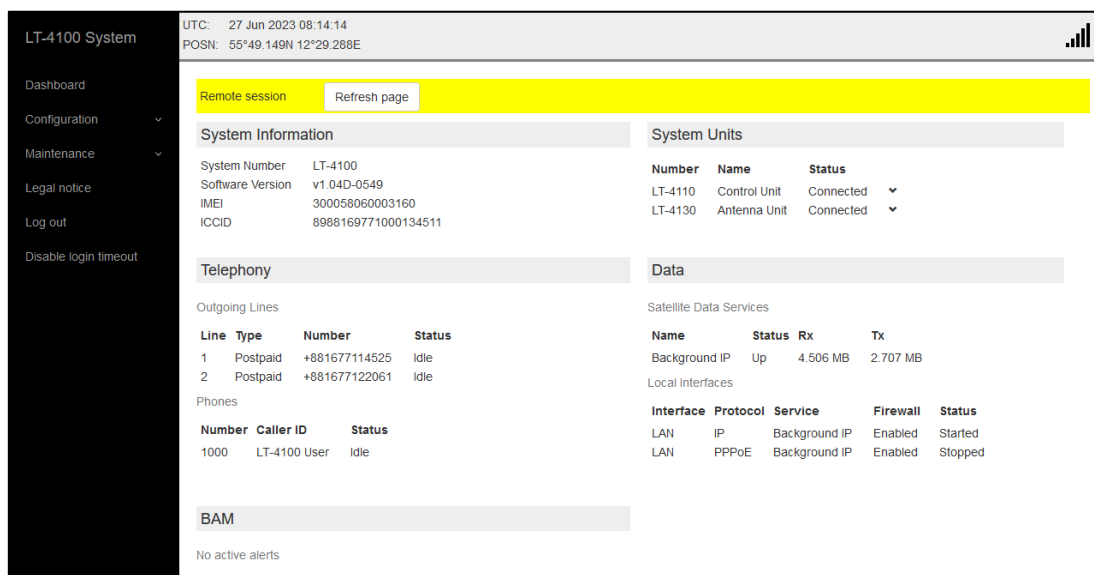 LT-4100 System
Dashboard
Configuration
Maintenance
Legal notice
Log out
Disable login timeout
UTC: 27 Jun 2023 08:14:14
POSN: 55°49.149N 12°29.288E
Remote session Refresh page
System Information
System Number LT-4100
Software Version v1.04D-0549
IMEI 300058060003160
ICCID 8988169771000134511
System Units
Number Name Status
LT-4110 Control Unit Connected
LT-4130 Antenna Unit Connected
Telephony
Outgoing Lines
Line Type Number Status
1 Postpaid +881677114525 Idle
2 Postpaid +881677122061 Idle
Phones
Number Caller ID Status
1000 LT-4100 User Idle
Data
Satellite Data Services
Name Status Rx Tx
Background IP Up 4.506 MB 2.707 MB
Local Interfaces
Interface Protocol Service Firewall Status
LAN IP Background IP Enabled Started
LAN PPPoE Background IP Enabled Stopped
BAM
No active alerts